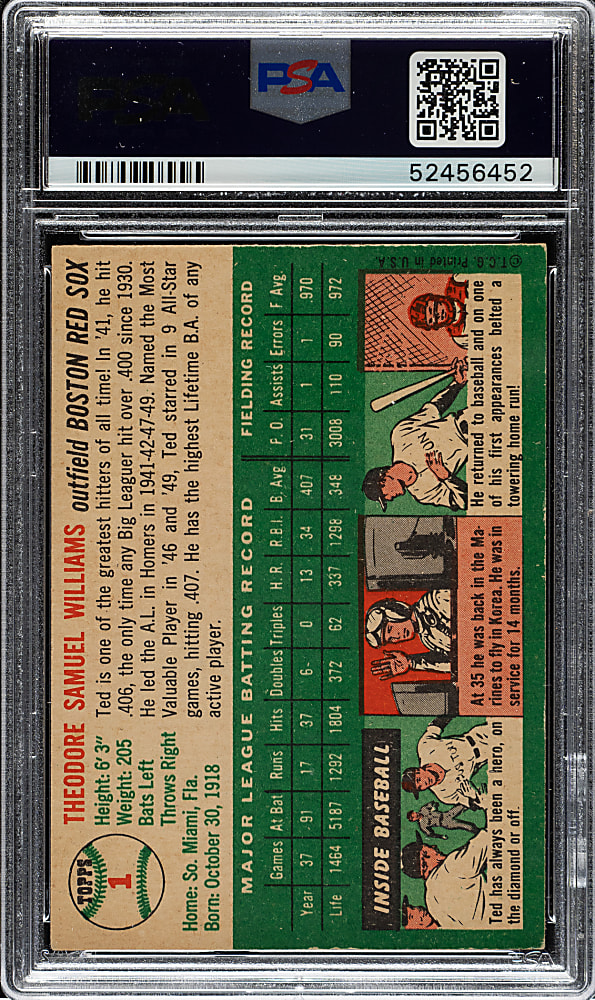 PSA
52456452
TOPPS
1
THEODORE SAMUEL WILLIAMS outfield BOSTON RED SOX
Height: 6' 3"
Weight: 205
Bats Left
Throws Right
Home: So. Miami, Fla.
Born: October 30, 1918
Ted is one of the greatest hitters of all time! In '41, he hit
.406, the only time any Big Leaguer hit over .400 since 1930.
He led the A.L. in Homers in 1941-42-47-49. Named the Most
Valuable Player in '46 and '49, Ted starred in 9 All-Star
games, hitting .407. He has the highest Lifetime B.A. of any
active player.
MAJOR LEAGUE BATTING RECORD FIELDING RECORD
Games At Bat Runs Hits Doubles Triples H.R. R.B.I. B. Avg. P.O. Assists Errors F. Avg.
Year 37 91 17 37 6 0 13 34 .407 31 1 1 .970
Life 1464 5187 1292 1804 372 62 337 1298 .348 3008 110 90 .972
INSIDE BASEBALL
Ted has always been a hero, on
the diamond or off.
At 35 he was back in the Ma-
rines to fly in Korea. He was in
service for 14 months.
He returned to baseball and on one
of his first appearances belted a
towering home run!
© T.C.G. Printed in U.S.A.